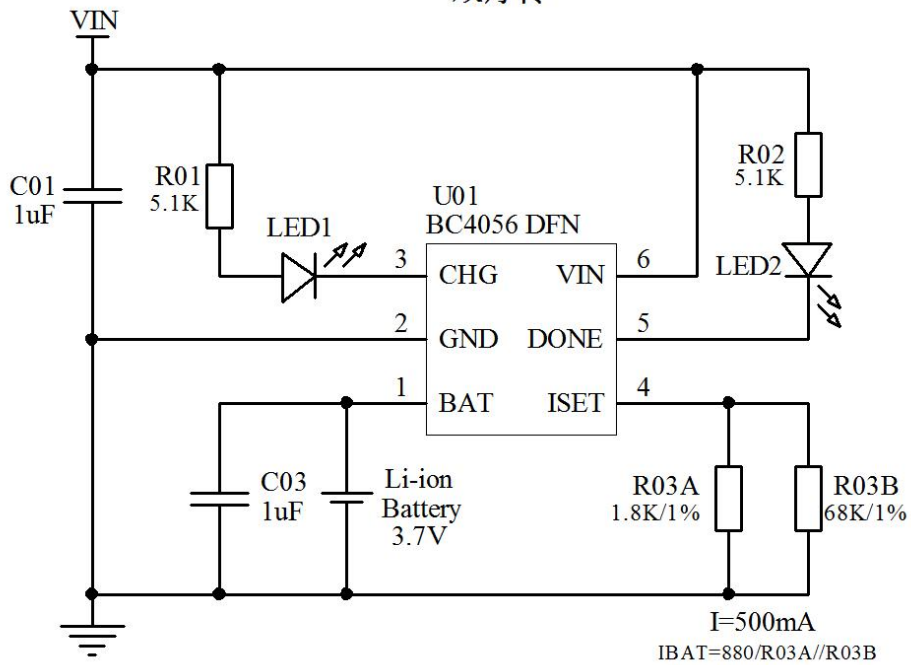 VIN
C01
1uF
R01
5.1K
LED1
U01
BC4056 DFN
R02
5.1K
LED2
3
CHG
VIN
6
2
GND
DONE
5
1
BAT
ISET
4
C03
1uF
Li-ion
Battery
3.7V
R03A
1.8K/1%
R03B
68K/1%
I=500mA
IBAT=880/R03A//R03B